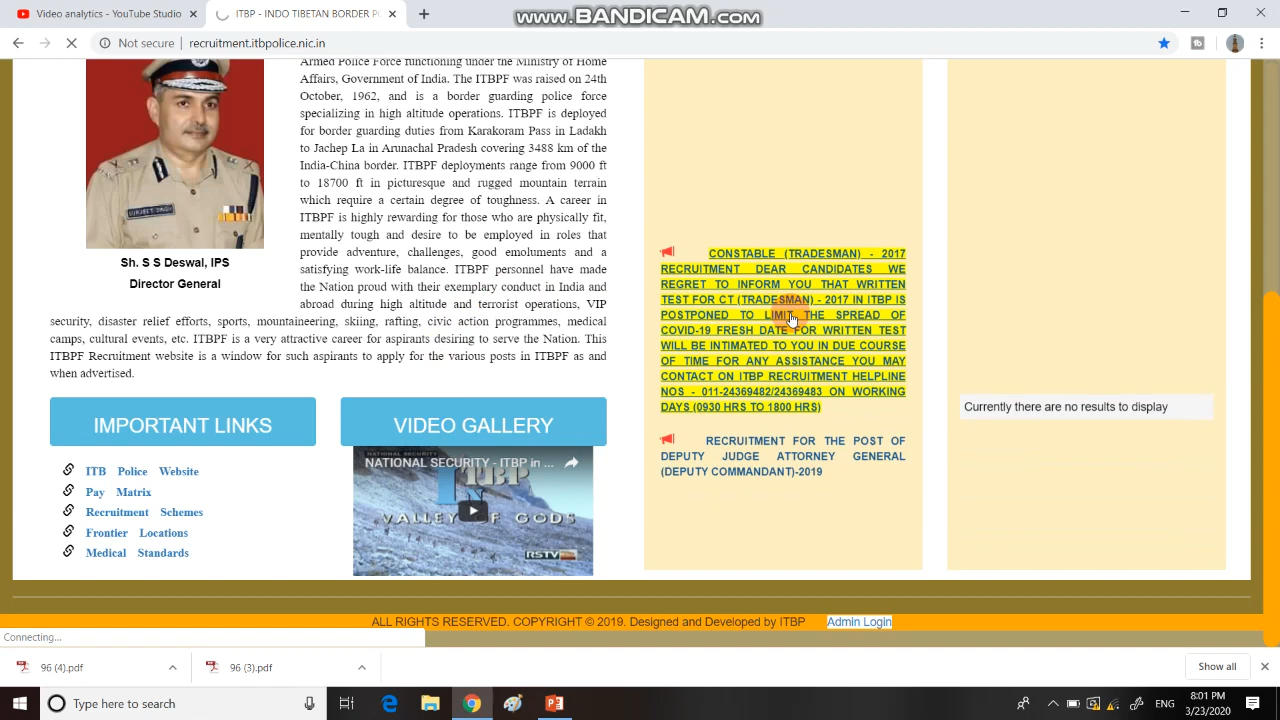 YouTube video analytics
ITBP - INDO TIBETAN BORDER P
www.BANDICAM.com
Not secure
recruitment.itbpolice.nic.in
Armed Police Force functioning under the Ministry of Home
Affairs, Government of India. The ITBPF was raised on 24th
October, 1962, and is a border guarding police force
specializing in high altitude operations. ITBPF is deployed
for border guarding duties from Karakoram Pass in Ladakh
to Jachep La in Arunachal Pradesh covering 3488 km of the
India-China border. ITBPF deployments range from 9000 ft
to 18700 ft in picturesque and rugged mountain terrain
which require a certain degree of toughness. A career in
ITBPF is highly rewarding for those who are physically fit,
mentally tough and desire to be employed in roles that
provide adventure, challenges, good emoluments and a
satisfying work-life balance. ITBPF personnel have made
the Nation proud with their exemplary conduct in India and
abroad during high altitude and terrorist operations, VIP
security, disaster relief efforts, sports, mountaineering, skiing, rafting, civic action programmes, medical
camps, cultural events, etc. ITBPF is a very attractive career for aspirants desiring to serve the Nation. This
ITBPF Recruitment website is a window for such aspirants to apply for the various posts in ITBPF as and
when advertised.
SURJEET SINGH
Sh. S S Deswal, IPS
Director General
IMPORTANT LINKS
ITB Police Website
Pay Matrix
Recruitment Schemes
Frontier Locations
Medical Standards
VIDEO GALLERY
NATIONAL SECURITY - ITBP in ...
NATIONAL SECURITY
VALLEY OF GODS
RSTV
CONSTABLE (TRADESMAN) - 2017
RECRUITMENT DEAR CANDIDATES WE
REGRET TO INFORM YOU THAT WRITTEN
TEST FOR CT (TRADESMAN) - 2017 IN ITBP IS
POSTPONED TO LIMIT THE SPREAD OF
COVID-19 FRESH DATE FOR WRITTEN TEST
WILL BE INTIMATED TO YOU IN DUE COURSE
OF TIME FOR ANY ASSISTANCE YOU MAY
CONTACT ON ITBP RECRUITMENT HELPLINE
NOS - 011-24369482/24369483 ON WORKING
DAYS (0930 HRS TO 1800 HRS)
RECRUITMENT FOR THE POST OF
DEPUTY JUDGE ATTORNEY GENERAL
(DEPUTY COMMANDANT)-2019
Currently there are no results to display
ALL RIGHTS RESERVED. COPYRIGHT © 2019. Designed and Developed by ITBP
Admin Login
Connecting...
96 (4).pdf
96 (3).pdf
Show all
Type here to search
ENG
8:01 PM
3/23/2020